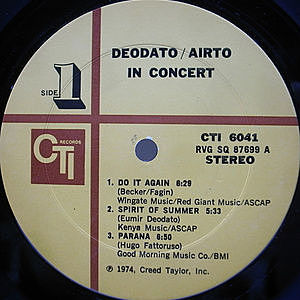 DEODATO/AIRTO
IN CONCERT
SIDE 1
CTI RECORDS
CTI 6041
RVG SQ 87699 A
STEREO
1. DO IT AGAIN 6:29
(Becker/Fagin)
Wingate Music/Red Giant Music/ASCAP
2. SPIRIT OF SUMMER 5:33
(Eumir Deodato)
Kenya Music/ASCAP
3. PARANA 6:50
(Hugo Fattoruso)
Good Morning Music Co./BMI
℗ 1974, Creed Taylor, Inc.